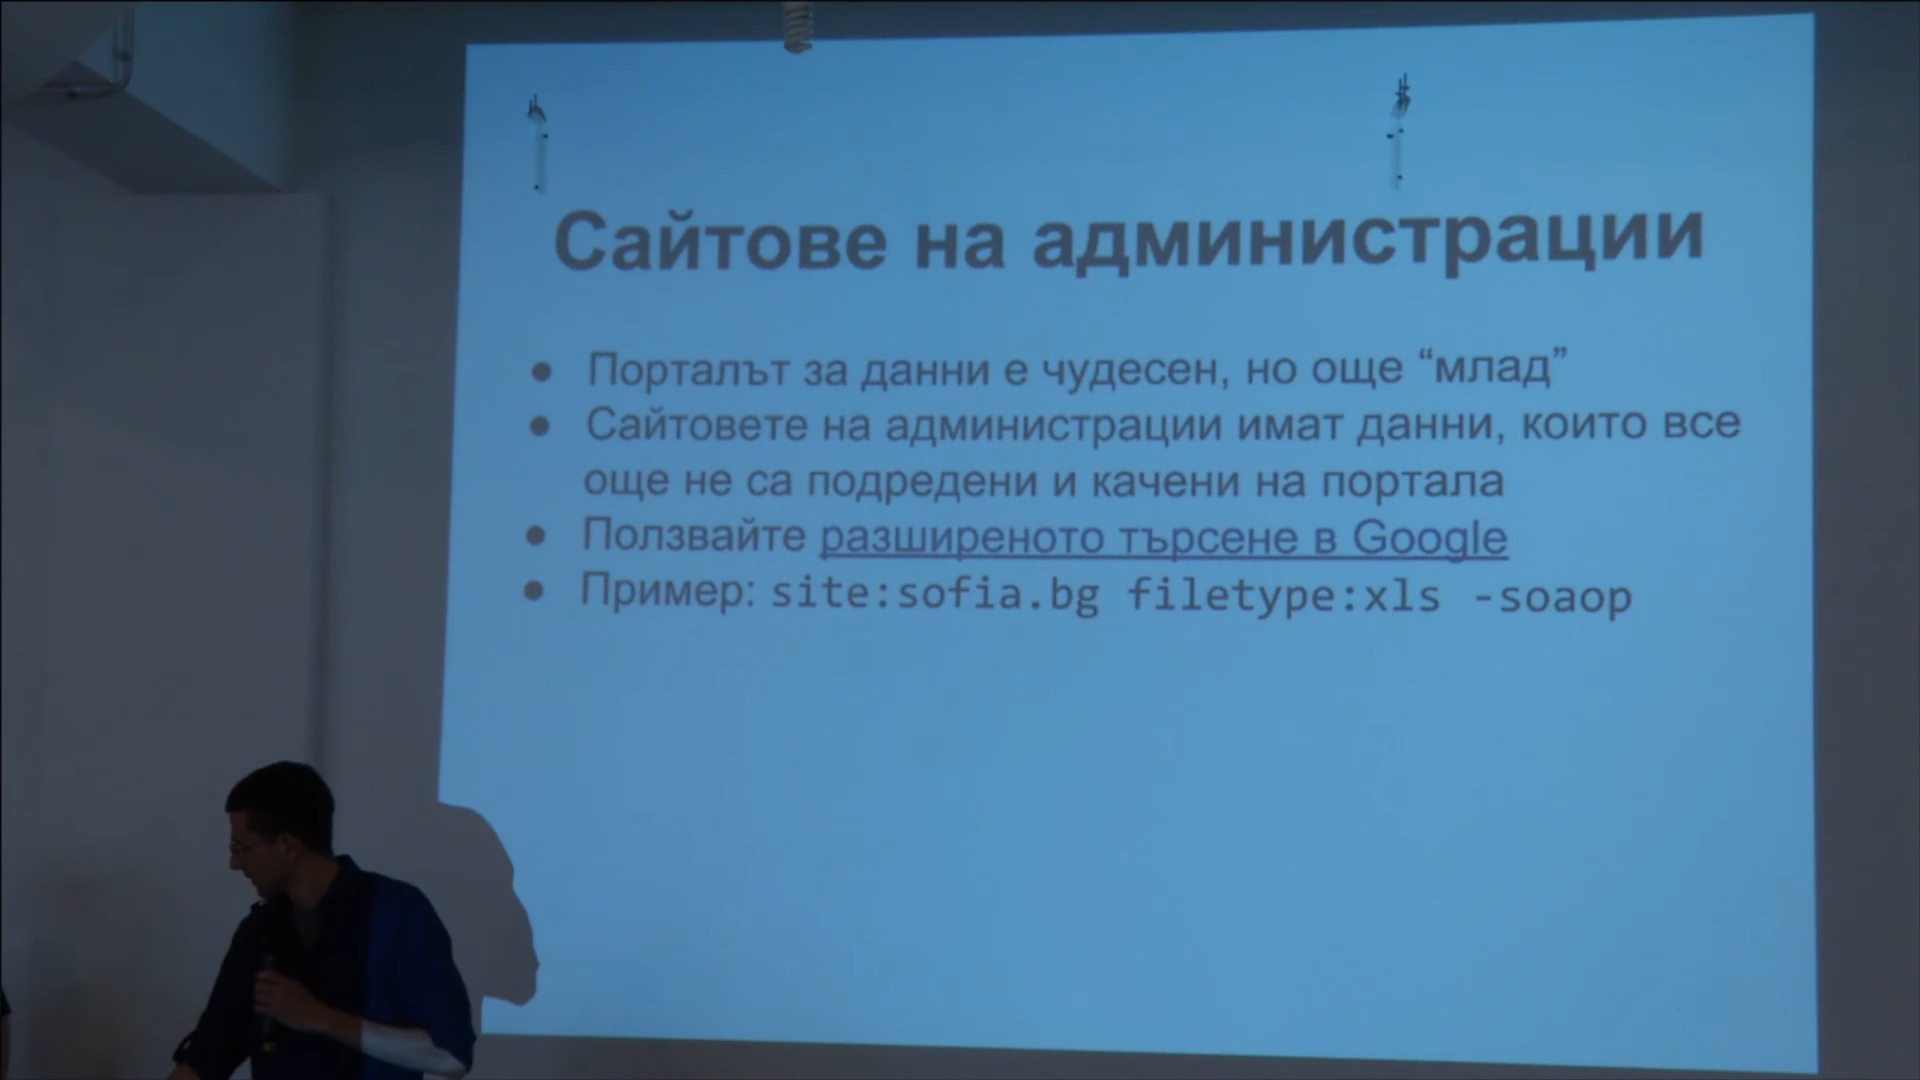 Сайтове на администрации
● Порталът за данни е чудесен, но още “млад”
● Сайтовете на администрации имат данни, които все
още не са подредени и качени на портала
● Ползвайте разширеното търсене в Google
● Пример: site:sofia.bg filetype:xls -soaop